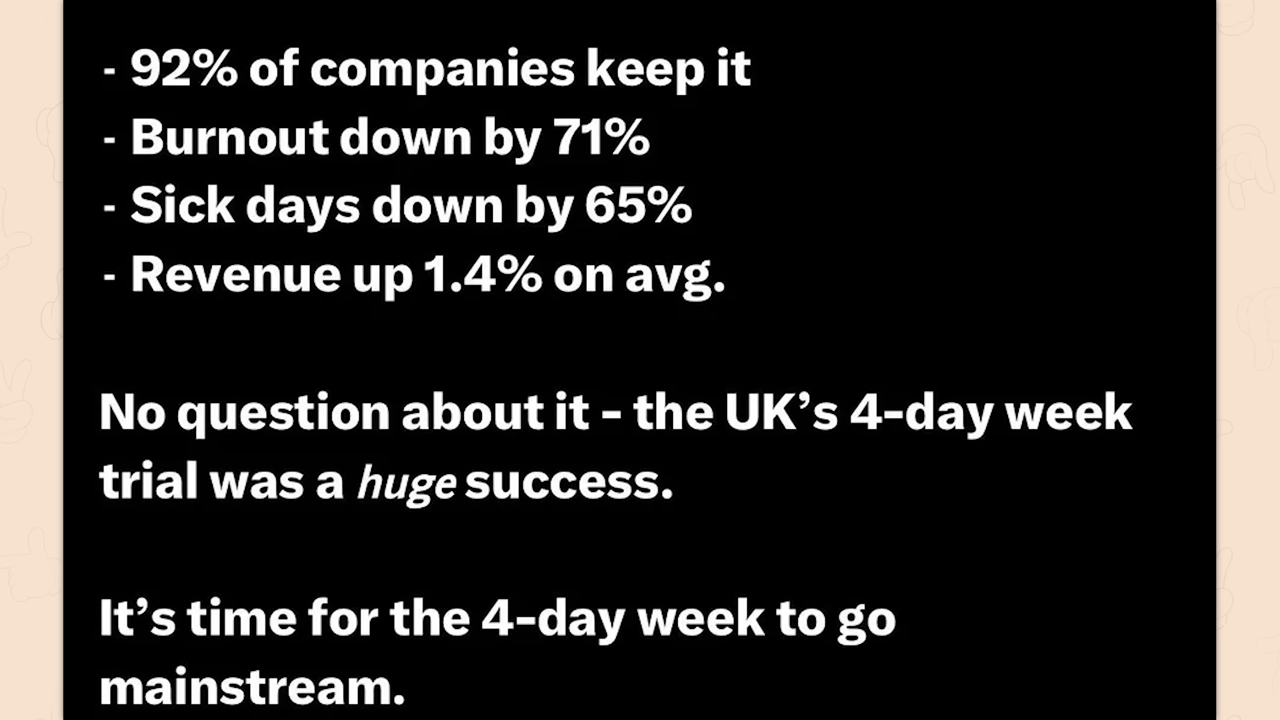 - 92% of companies keep it
- Burnout down by 71%
- Sick days down by 65%
- Revenue up 1.4% on avg.
No question about it - the UK’s 4-day week
trial was a huge success.
It’s time for the 4-day week to go
mainstream.